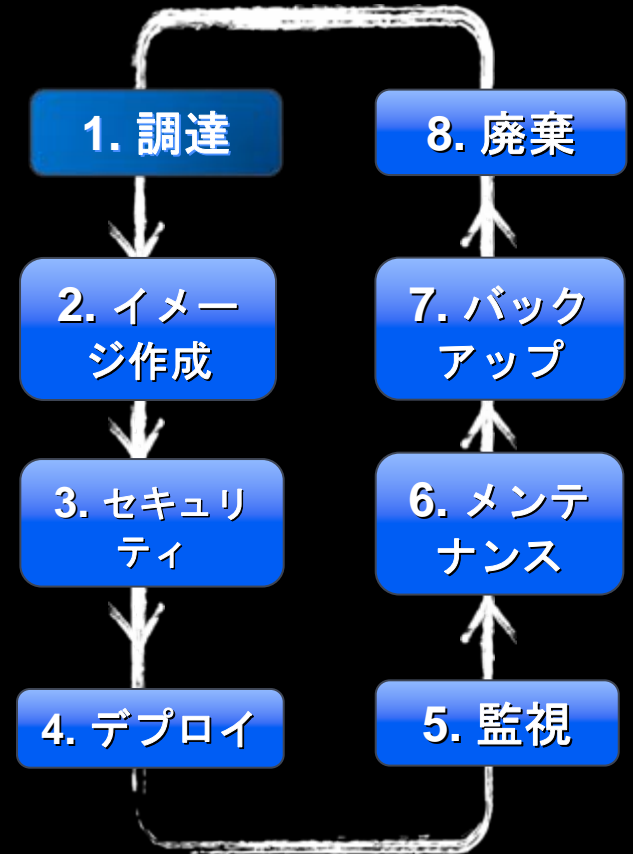 1. 調達
2. イメー
ジ作成
3. セキュリ
ティ
4. デプロイ
5. 監視
6. メンテ
ナンス
7. バック
アップ
8. 廃棄